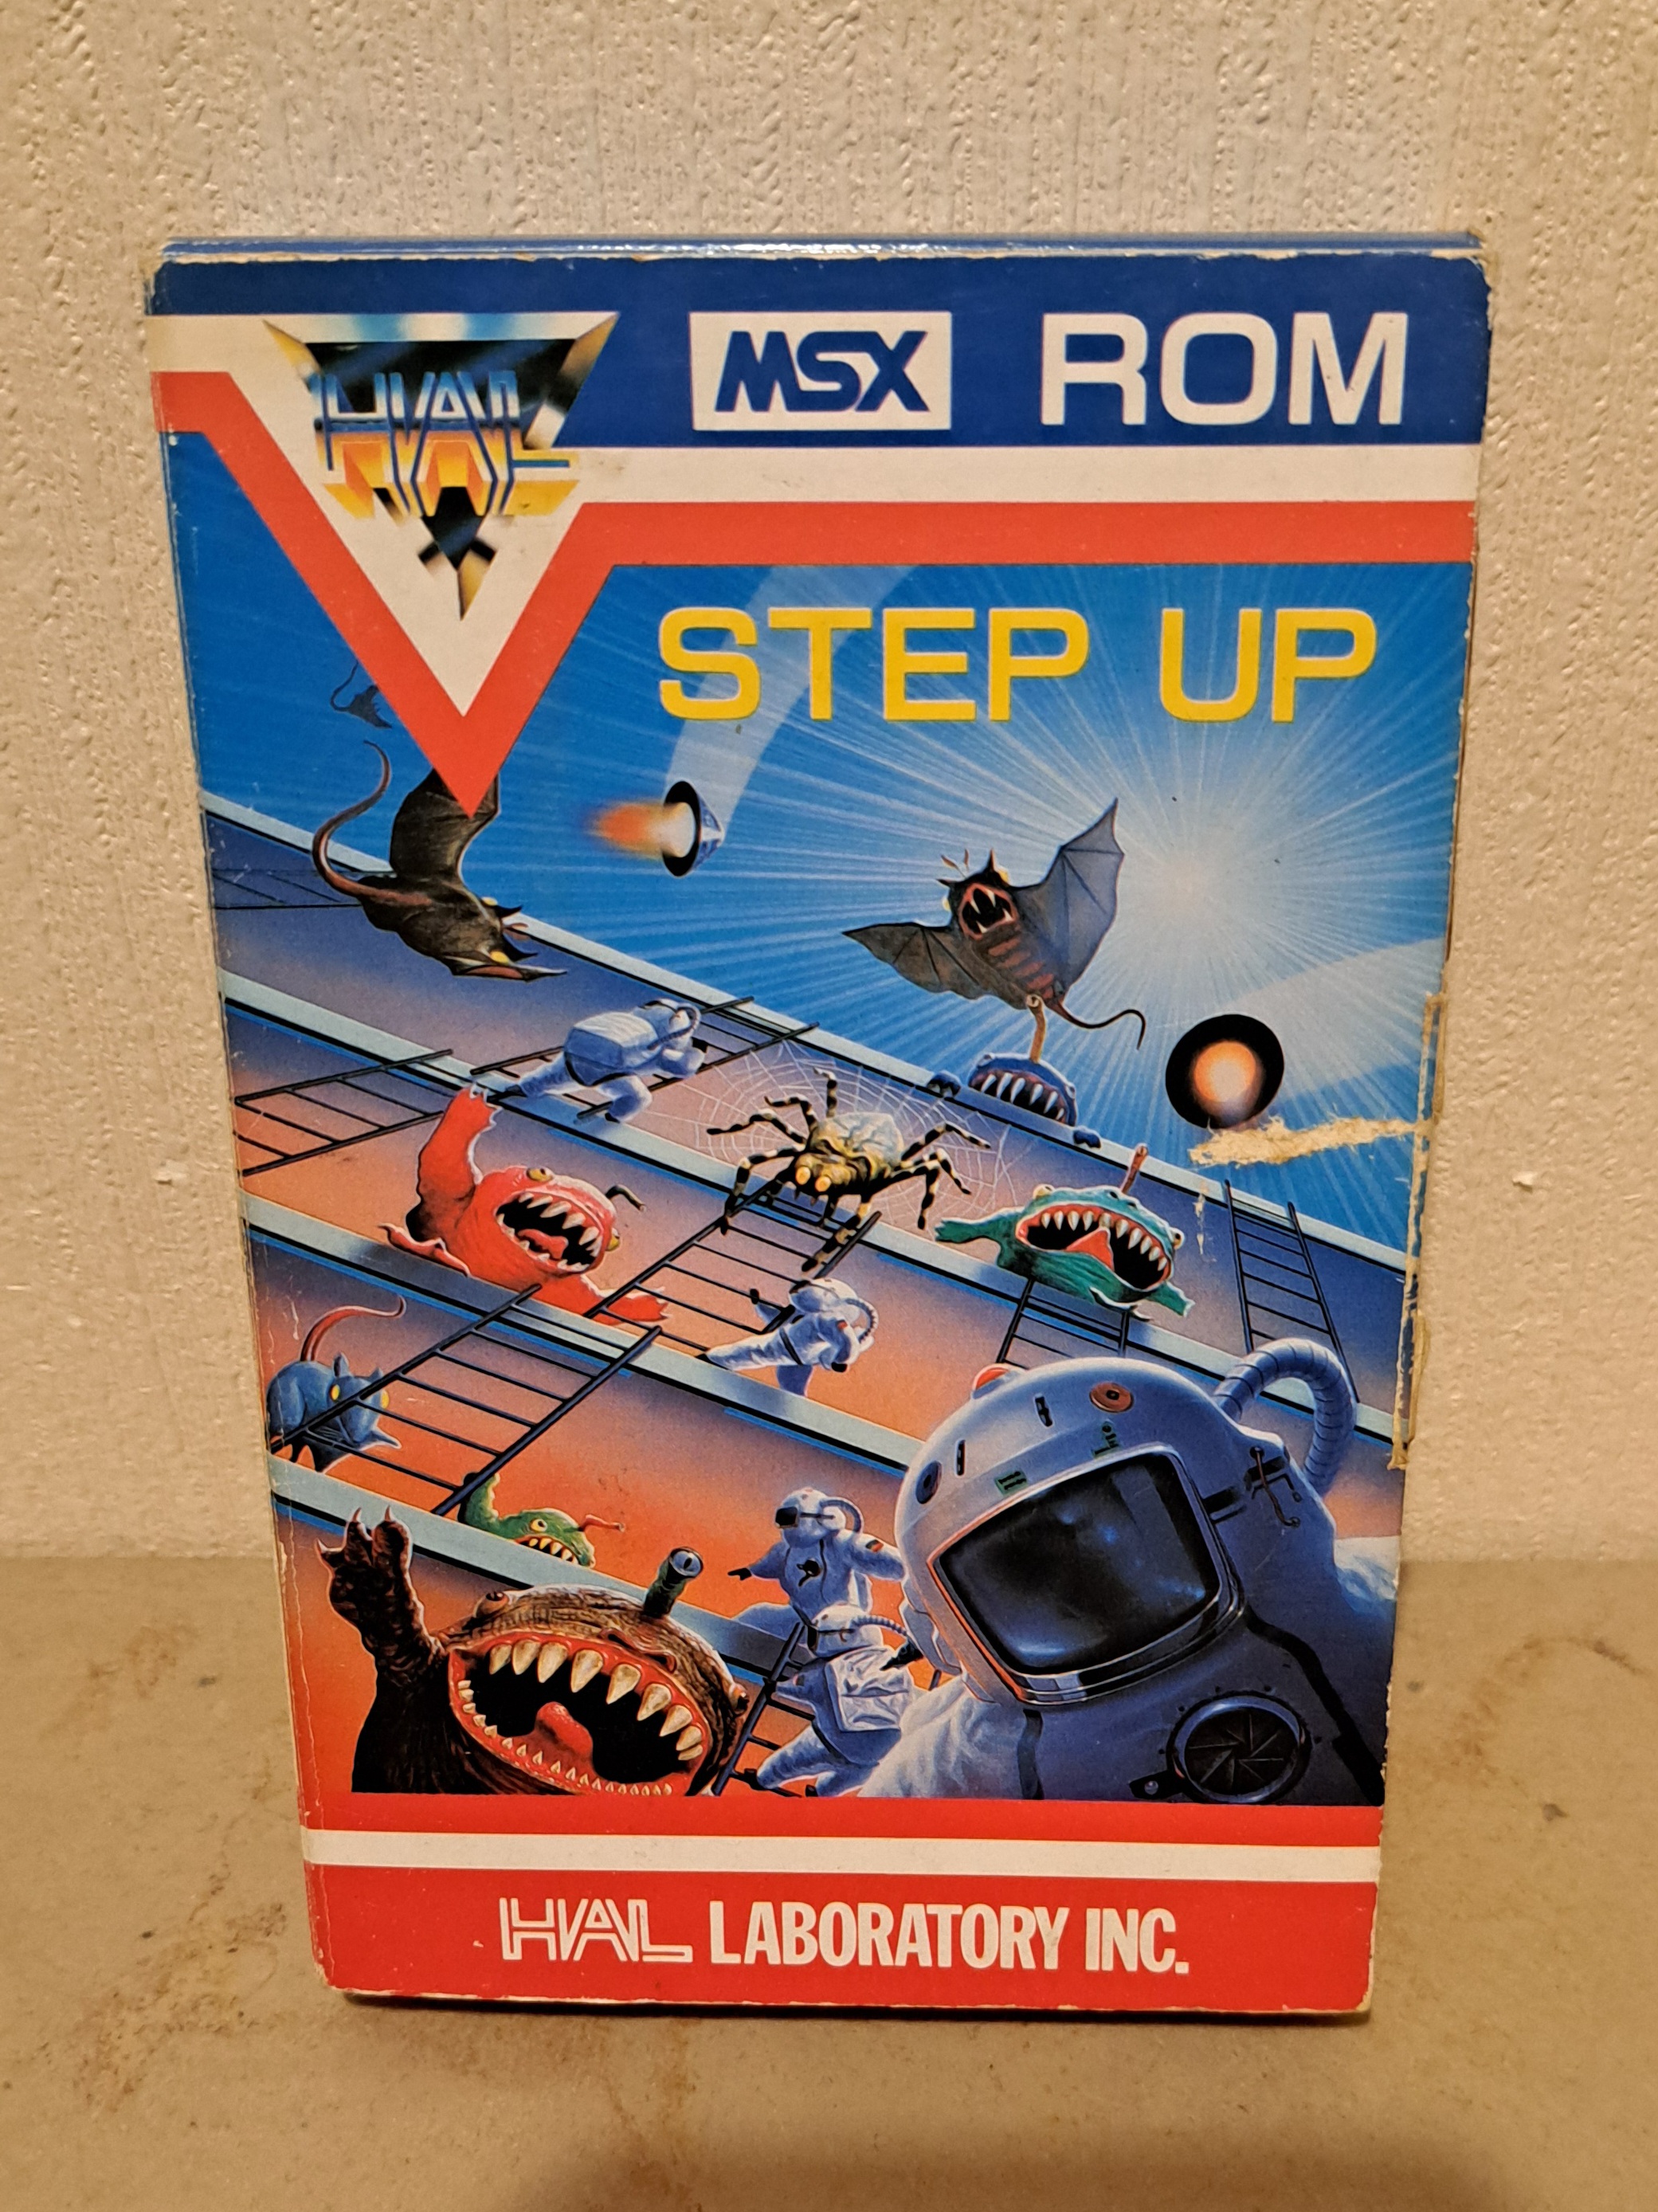 HAL
MSX ROM
STEP UP
HAL LABORATORY INC.